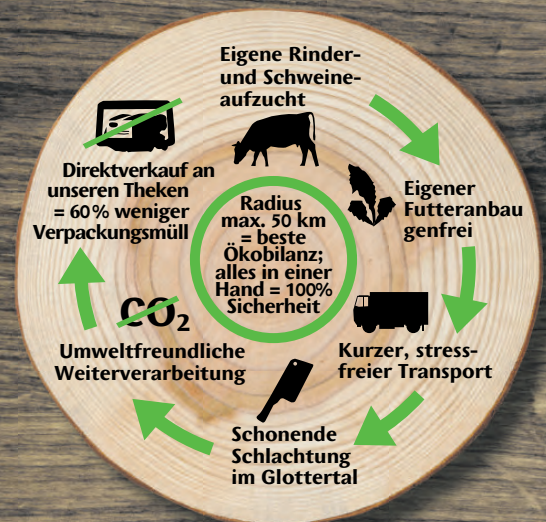 Eigene Rinder-
und Schweine-
aufzucht
Eigener
Futteranbau
genfrei
Kurzer, stress-
freier Transport
Schonende
Schlachtung
im Glottertal
CO₂
Umweltfreundliche
Weiterverarbeitung
Direktverkauf an
unseren Theken
= 60% weniger
Verpackungsmüll
Radius
max. 50 km
= beste
Ökobilanz;
alles in einer
Hand = 100%
Sicherheit